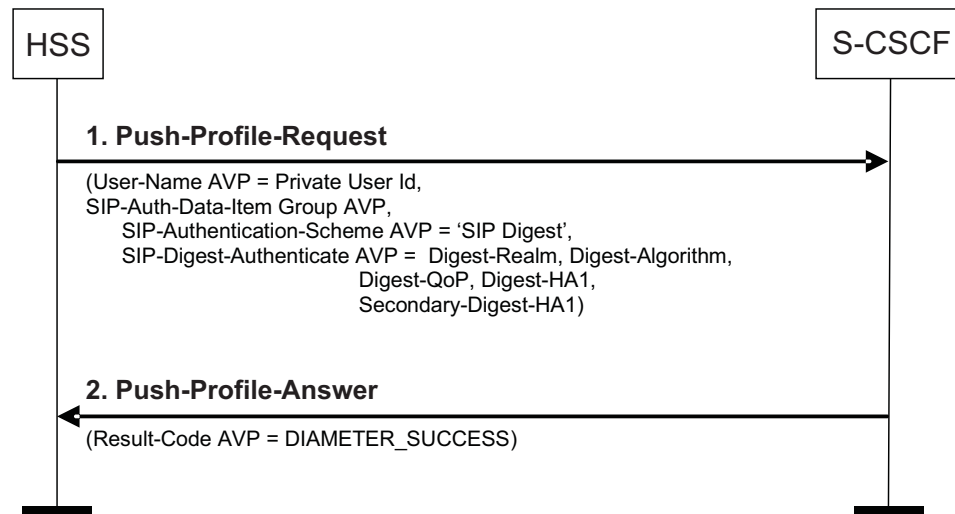 HSS
S-CSCF
1. Push-Profile-Request
(User-Name AVP = Private User Id,
SIP-Auth-Data-Item Group AVP,
SIP-Authentication-Scheme AVP = ‘SIP Digest’,
SIP-Digest-Authenticate AVP = Digest-Realm, Digest-Algorithm,
Digest-QoP, Digest-HA1,
Secondary-Digest-HA1)
2. Push-Profile-Answer
(Result-Code AVP = DIAMETER_SUCCESS)